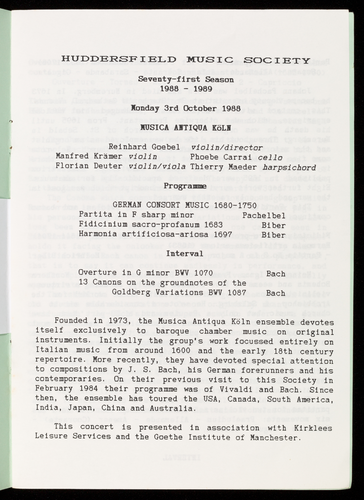 HUDDERSFIELD MUSIC SOCIETY
Seventy-first Season
1988 - 1989
Monday 3rd October 1988
MUSICA ANTIQUA KöLN
Reinhard Goebel violin/director
Manfred Krämer violin Phoebe Carrai cello
Florian Deuter violin/viola Thierry Maeder harpsichord
Programme
GERMAN CONSORT MUSIC 1680-1750
Partita in F sharp minor Pachelbel
Fidicinium sacro-profanum 1683 Biber
Harmonia artificiosa-ariosa 1697 Biber
Interval
Overture in G minor BWV 1070 Bach
13 Canons on the groundnotes of the
Goldberg Variations BWV 1087 Bach
Founded in 1973, the Musica Antiqua Köln ensemble devotes
itself exclusively to baroque chamber music on original
instruments. Initially the group's work focussed entirely on
Italian music from around 1600 and the early 18th century
repertoire. More recently, they have devoted special attention
to compositions by J. S. Bach, his German forerunners and his
contemporaries. On their previous visit to this Society in
February 1984 their programme was of Vivaldi and Bach. Since
then, the ensemble has toured the USA, Canada, South America,
India, Japan, China and Australia.
This concert is presented in association with Kirklees
Leisure Services and the Goethe Institute of Manchester.